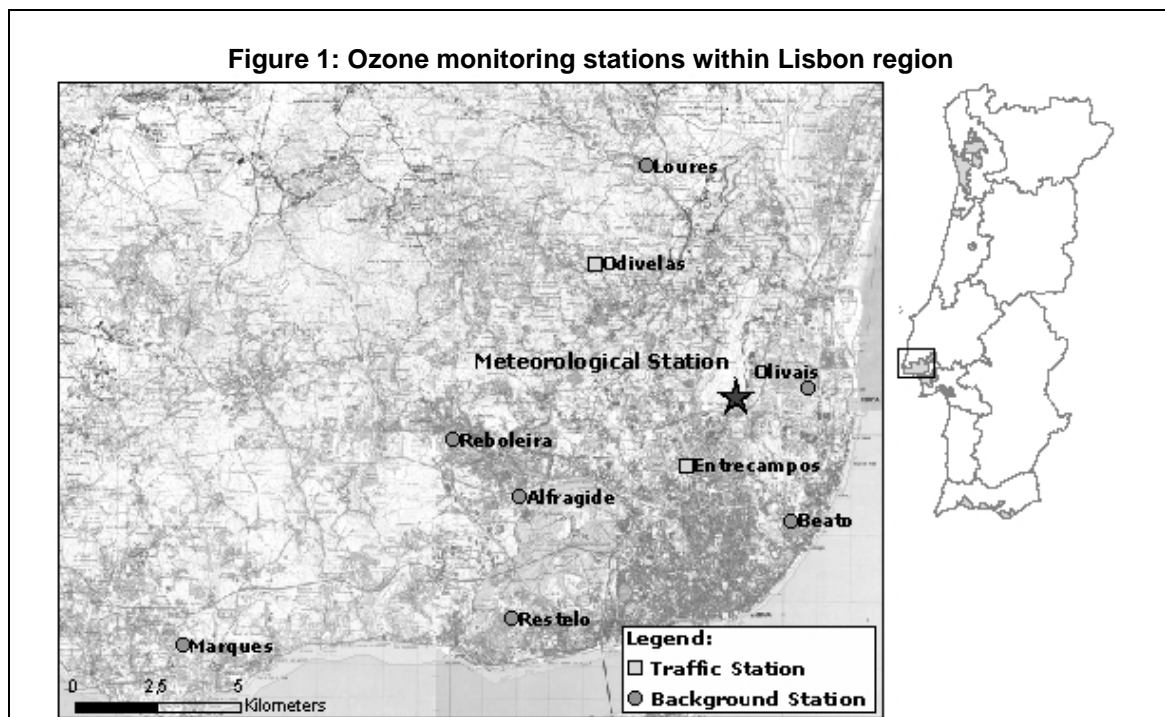 Figure 1: Ozone monitoring stations within Lisbon region
Loures
Odivelas
Meteorological Station
Olivais
Reboleira
Entrecampos
Alfragide
Beato
Restelo
Marques
Legend:
Traffic Station
Background Station
0 2,5 5
Kilometers